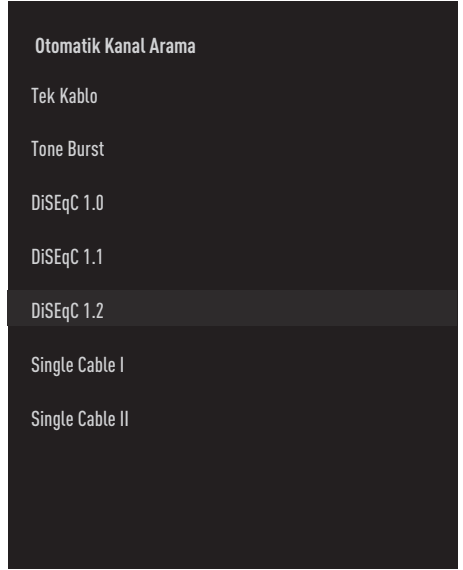 Otomatik Kanal Arama
Tek Kablo
Tone Burst
DiSEqC 1.0
DiSEqC 1.1
DiSEqC 1.2
Single Cable I
Single Cable II